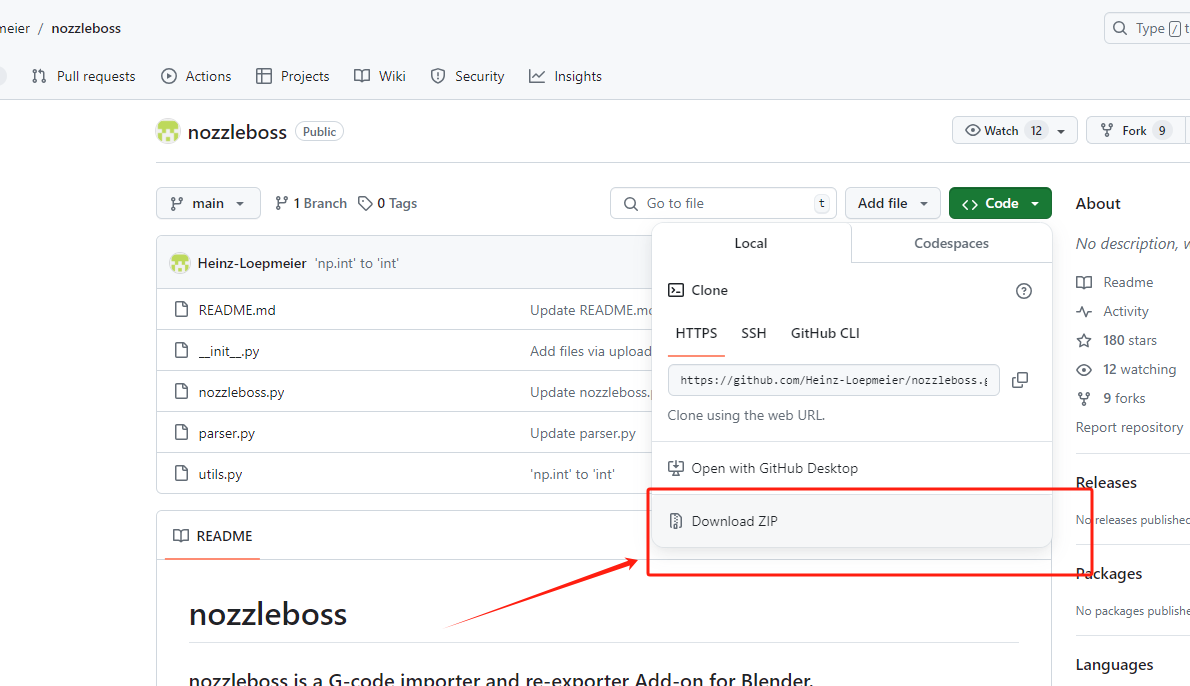 meier / nozzleboss
Type / t
Pull requests Actions Projects Wiki Security Insights
nozzleboss Public
Watch 12 Fork 9
main 1 Branch 0 Tags Go to file t Add file <> Code
About
Local Codespaces
No description, w
Heinz-Loepmeier 'np.int' to 'int'
Clone
Readme
README.md Update README.md
HTTPS SSH GitHub CLI
Activity
180 stars
__init__.py Add files via upload
https://github.com/Heinz-Loepmeier/nozzleboss.g
12 watching
nozzleboss.py Update nozzleboss.p
9 forks
Clone using the web URL.
Report repository
parser.py Update parser.py
Open with GitHub Desktop
utils.py 'np.int' to 'int'
Releases
Download ZIP
No releases published
README
Packages
No packages publishe
nozzleboss
Languages
nozzleboss is a G-code importer and re-exporter Add-on for Blender.